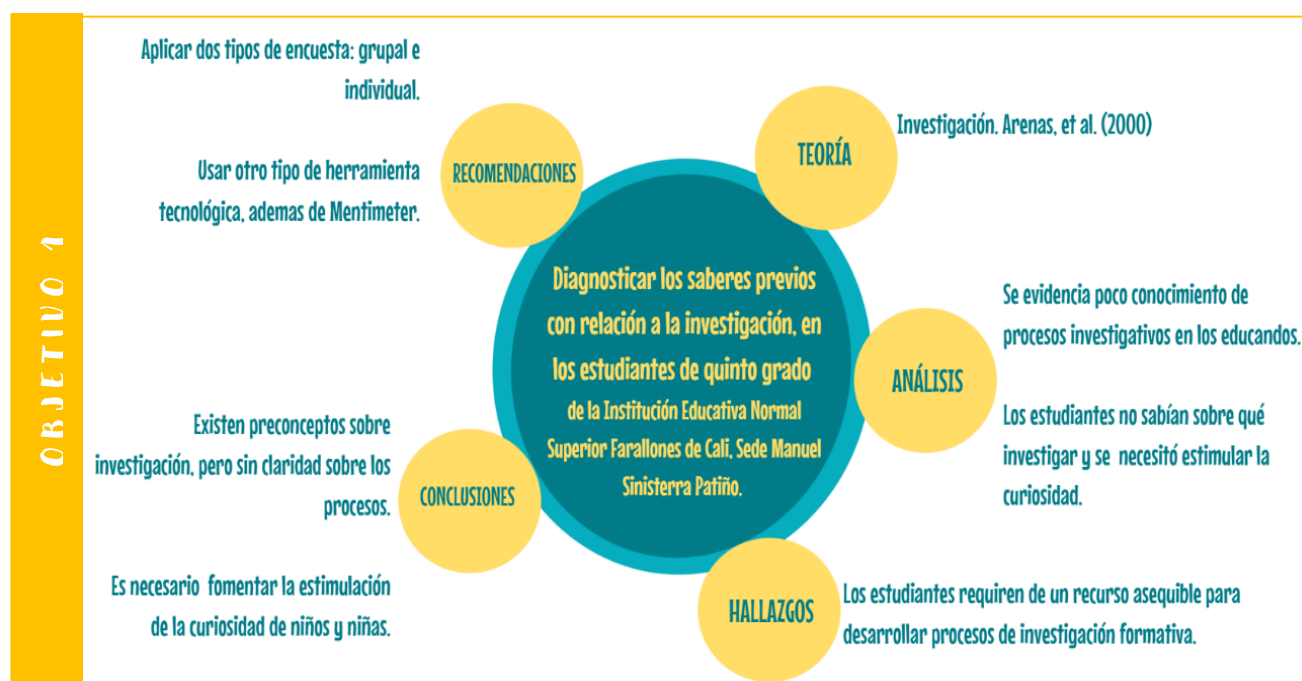 OBJETIVO 1
Aplicar dos tipos de encuesta: grupal e
individual.
Usar otro tipo de herramienta
tecnológica, ademas de Mentimeter.
RECOMENDACIONES
TEORÍA
Investigación. Arenas, et al. (2000)
Diagnosticar los saberes previos
con relación a la investigación, en
los estudiantes de quinto grado
de la Institución Educativa Normal
Superior Farallones de Cali, Sede Manuel
Sinisterra Patiño.
ANÁLISIS
Se evidencia poco conocimiento de
procesos investigativos en los educandos.
Los estudiantes no sabían sobre qué
investigar y se necesitó estimular la
curiosidad.
Existen preconceptos sobre
investigación, pero sin claridad sobre los
procesos.
Es necesario fomentar la estimulación
de la curiosidad de niños y niñas.
CONCLUSIONES
HALLAZGOS
Los estudiantes requiren de un recurso asequible para
desarrollar procesos de investigación formativa.